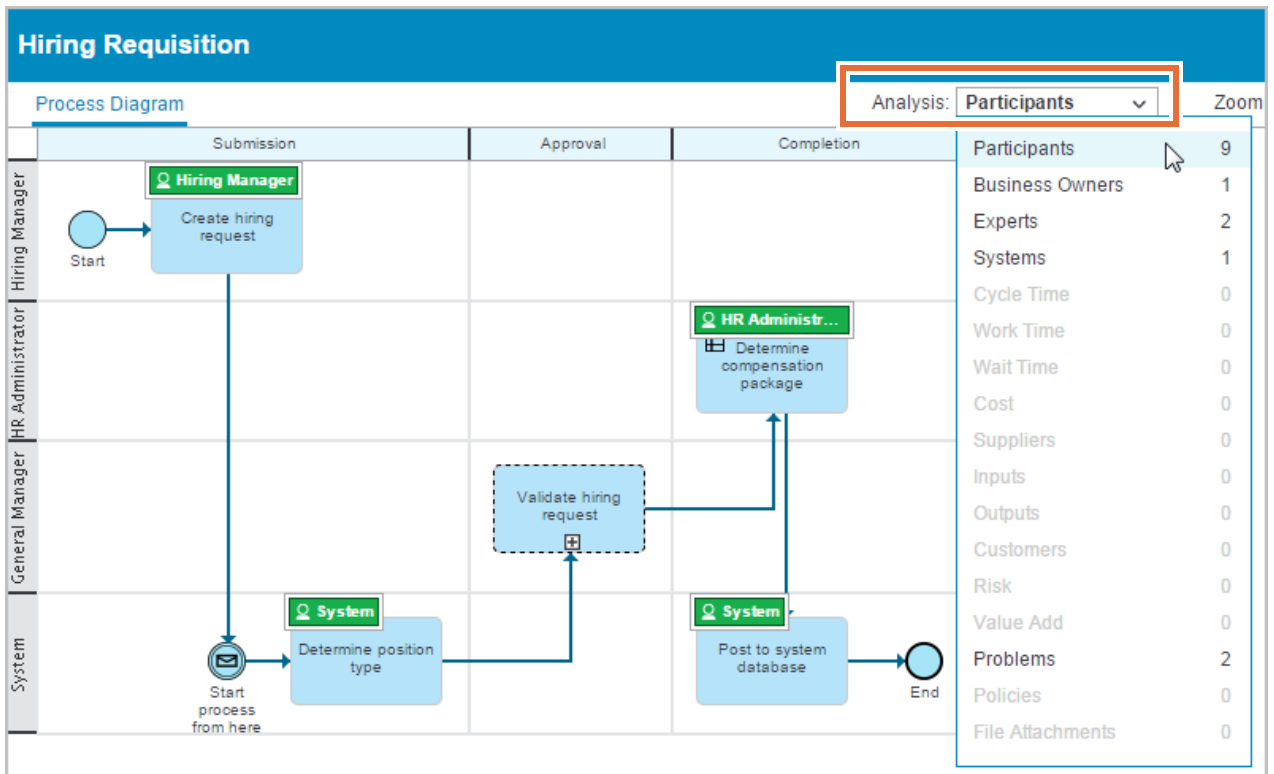 Hiring Requisition
Process Diagram
Analysis: Participants
Zoom
Submission
Approval
Completion
Participants 9
Business Owners 1
Experts 2
Systems 1
Cycle Time 0
Work Time 0
Wait Time 0
Cost 0
Suppliers 0
Inputs 0
Outputs 0
Customers 0
Risk 0
Value Add 0
Problems 2
Policies 0
File Attachments 0
Hiring Manager
Start
Hiring Manager
Create hiring
request
HR Administrator
HR Administr...
Determine
compensation
package
General Manager
Validate hiring
request
System
Start
process
from here
System
Determine position
type
System
Post to system
database
End